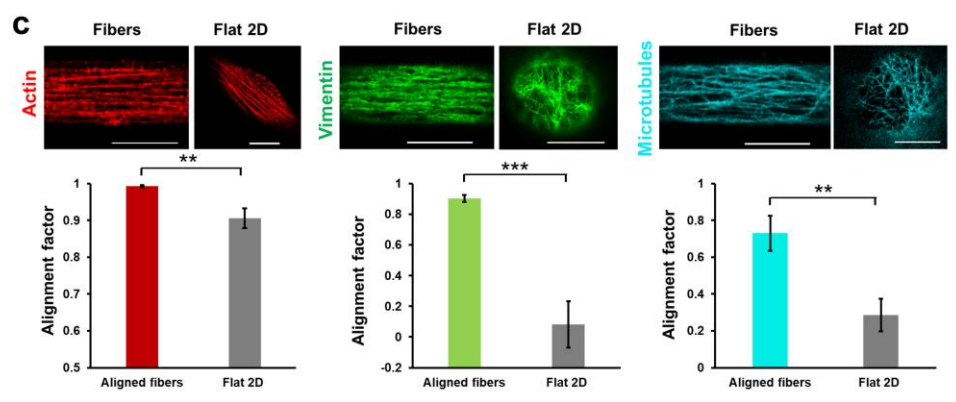 c
Fibers Flat 2D
Actin
**
Alignment factor
1
0.9
0.8
0.7
0.6
0.5
Aligned fibers Flat 2D
Fibers Flat 2D
Vimentin
***
Alignment factor
1
0.8
0.6
0.4
0.2
0
-0.2
Aligned fibers Flat 2D
Fibers Flat 2D
Microtubules
**
Alignment factor
1
0.8
0.6
0.4
0.2
0
Aligned fibers Flat 2D